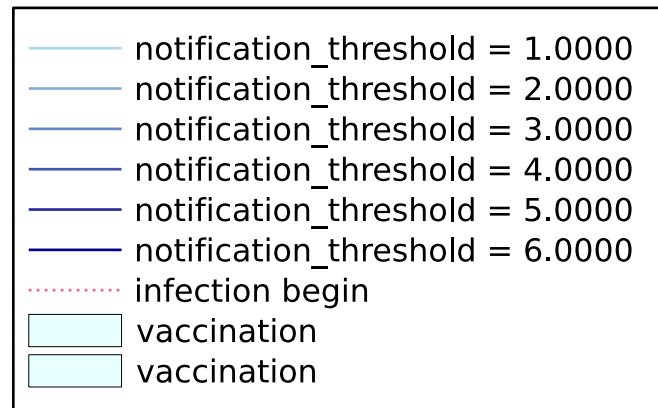 notification_threshold = 1.0000
notification_threshold = 2.0000
notification_threshold = 3.0000
notification_threshold = 4.0000
notification_threshold = 5.0000
notification_threshold = 6.0000
infection begin
vaccination
vaccination